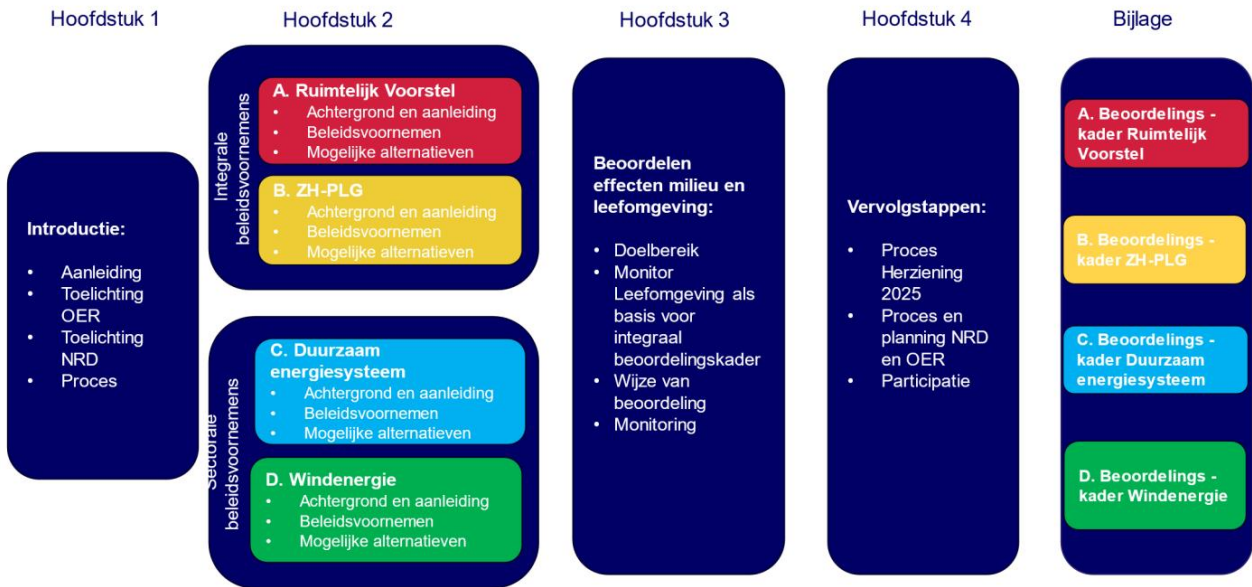 Hoofdstuk 1
Hoofdstuk 2
Hoofdstuk 3
Hoofdstuk 4
Bijlage
Introductie:
• Aanleiding
• Toelichting
OER
• Toelichting
NRD
• Proces
Integrale
beleidsvoornemens
A. Ruimtelijk Voorstel
• Achtergrond en aanleiding
• Beleidsvoornemen
• Mogelijke alternatieven
B. ZH-PLG
• Achtergrond en aanleiding
• Beleidsvoornemen
• Mogelijke alternatieven
Sectorale
beleidsvoornemens
C. Duurzaam
energiesysteem
• Achtergrond en aanleiding
• Beleidsvoornemen
• Mogelijke alternatieven
D. Windenergie
• Achtergrond en aanleiding
• Beleidsvoornemen
• Mogelijke alternatieven
Beoordelen
effecten milieu en
leefomgeving:
• Doelbereik
• Monitor
Leefomgeving als
basis voor
integraal
beoordelingskader
• Wijze van
beoordeling
• Monitoring
Vervolgstappen:
• Proces
Herziening
2025
• Proces en
planning NRD
en OER
• Participatie
A. Beoordelings -
kader Ruimtelijk
Voorstel
B. Beoordelings -
kader ZH-PLG
C. Beoordelings -
kader Duurzaam
energiesysteem
D. Beoordelings -
kader Windenergie